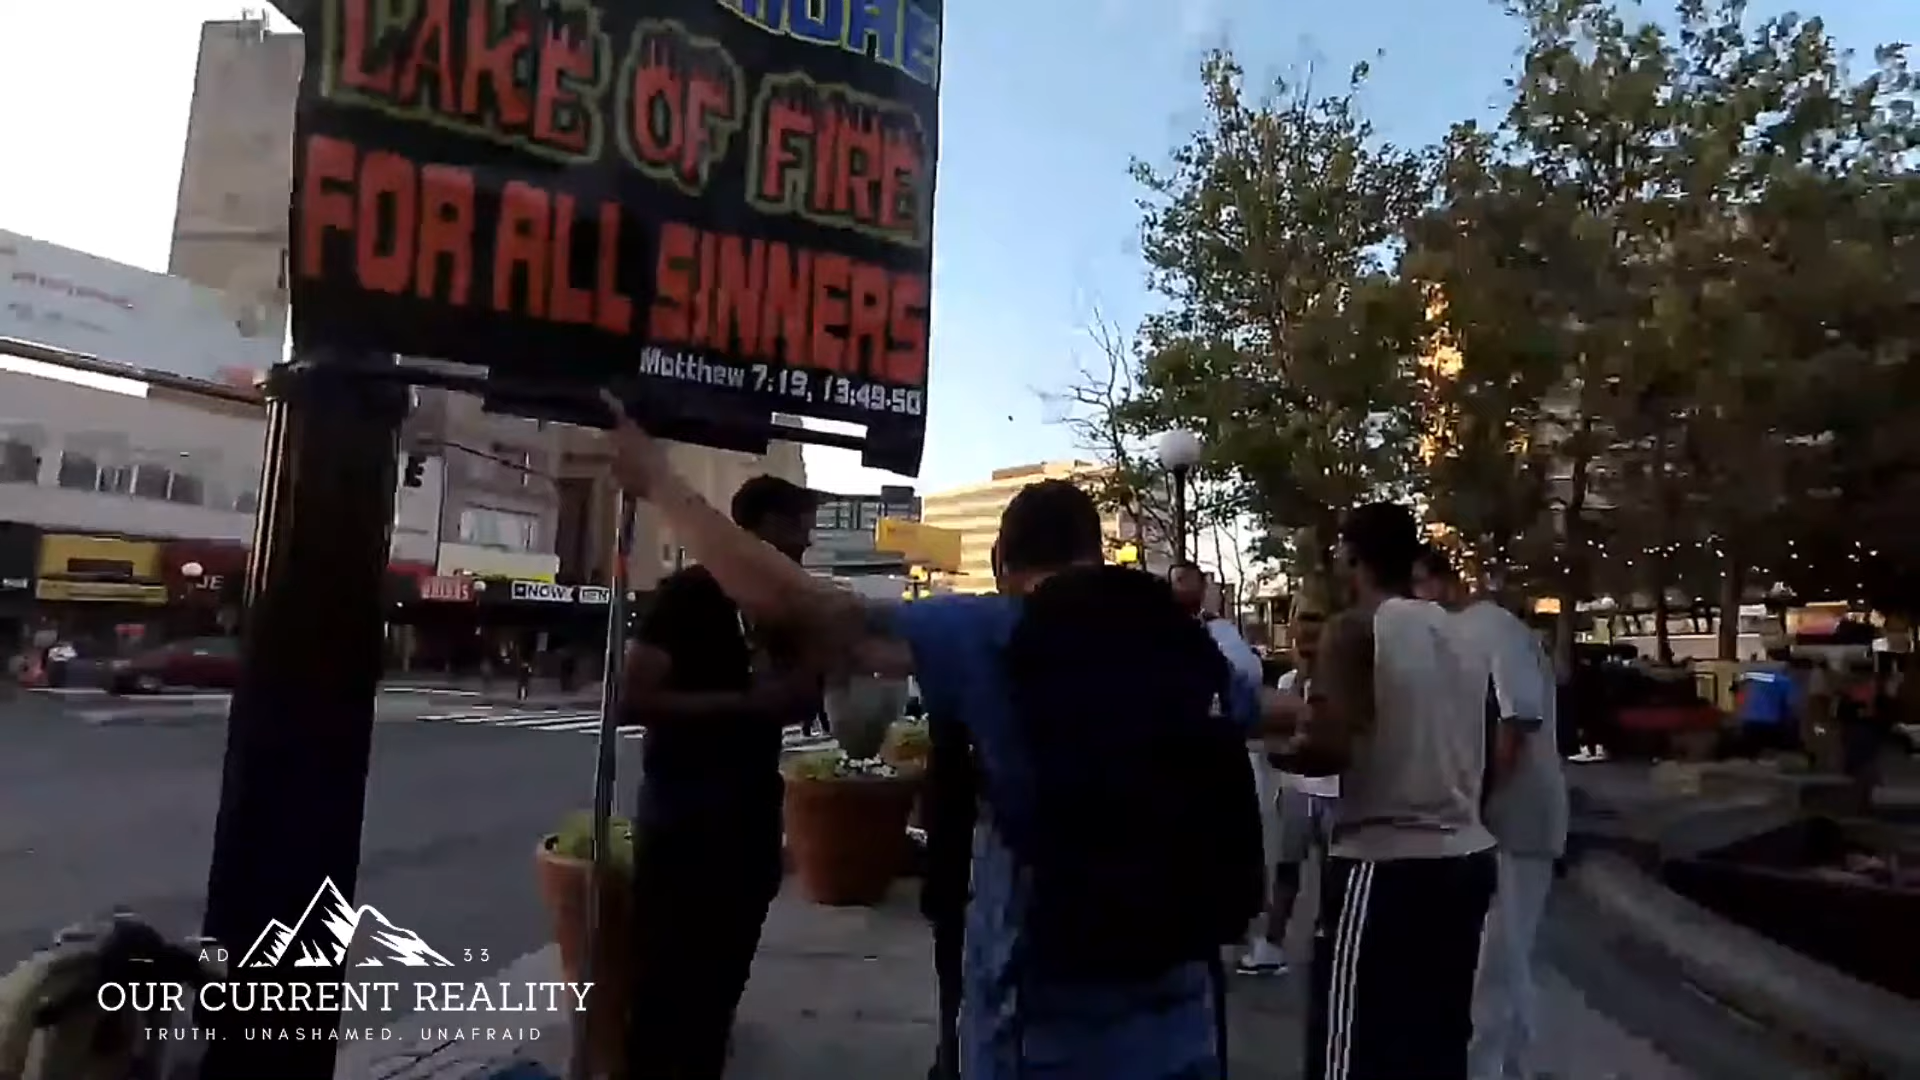 MORE
LAKE OF FIRE
FOR ALL SINNERS
Matthew 7:19, 13:49-50
NOW
AD 33
OUR CURRENT REALITY
TRUTH. UNASHAMED. UNAFRAID